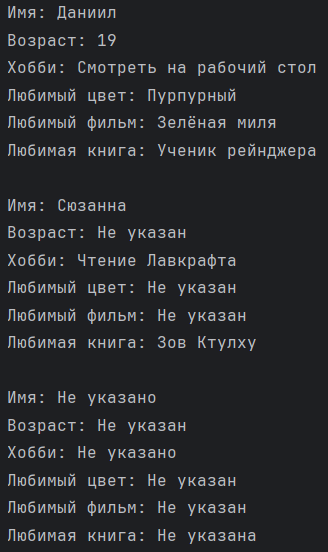 Имя: Даниил
Возраст: 19
Хобби: Смотреть на рабочий стол
Любимый цвет: Пурпурный
Любимый фильм: Зелёная миля
Любимая книга: Ученик рейнджера
Имя: Сюзанна
Возраст: Не указан
Хобби: Чтение Лавкрафта
Любимый цвет: Не указан
Любимый фильм: Не указан
Любимая книга: Зов Ктулху
Имя: Не указано
Возраст: Не указан
Хобби: Не указано
Любимый цвет: Не указан
Любимый фильм: Не указан
Любимая книга: Не указана